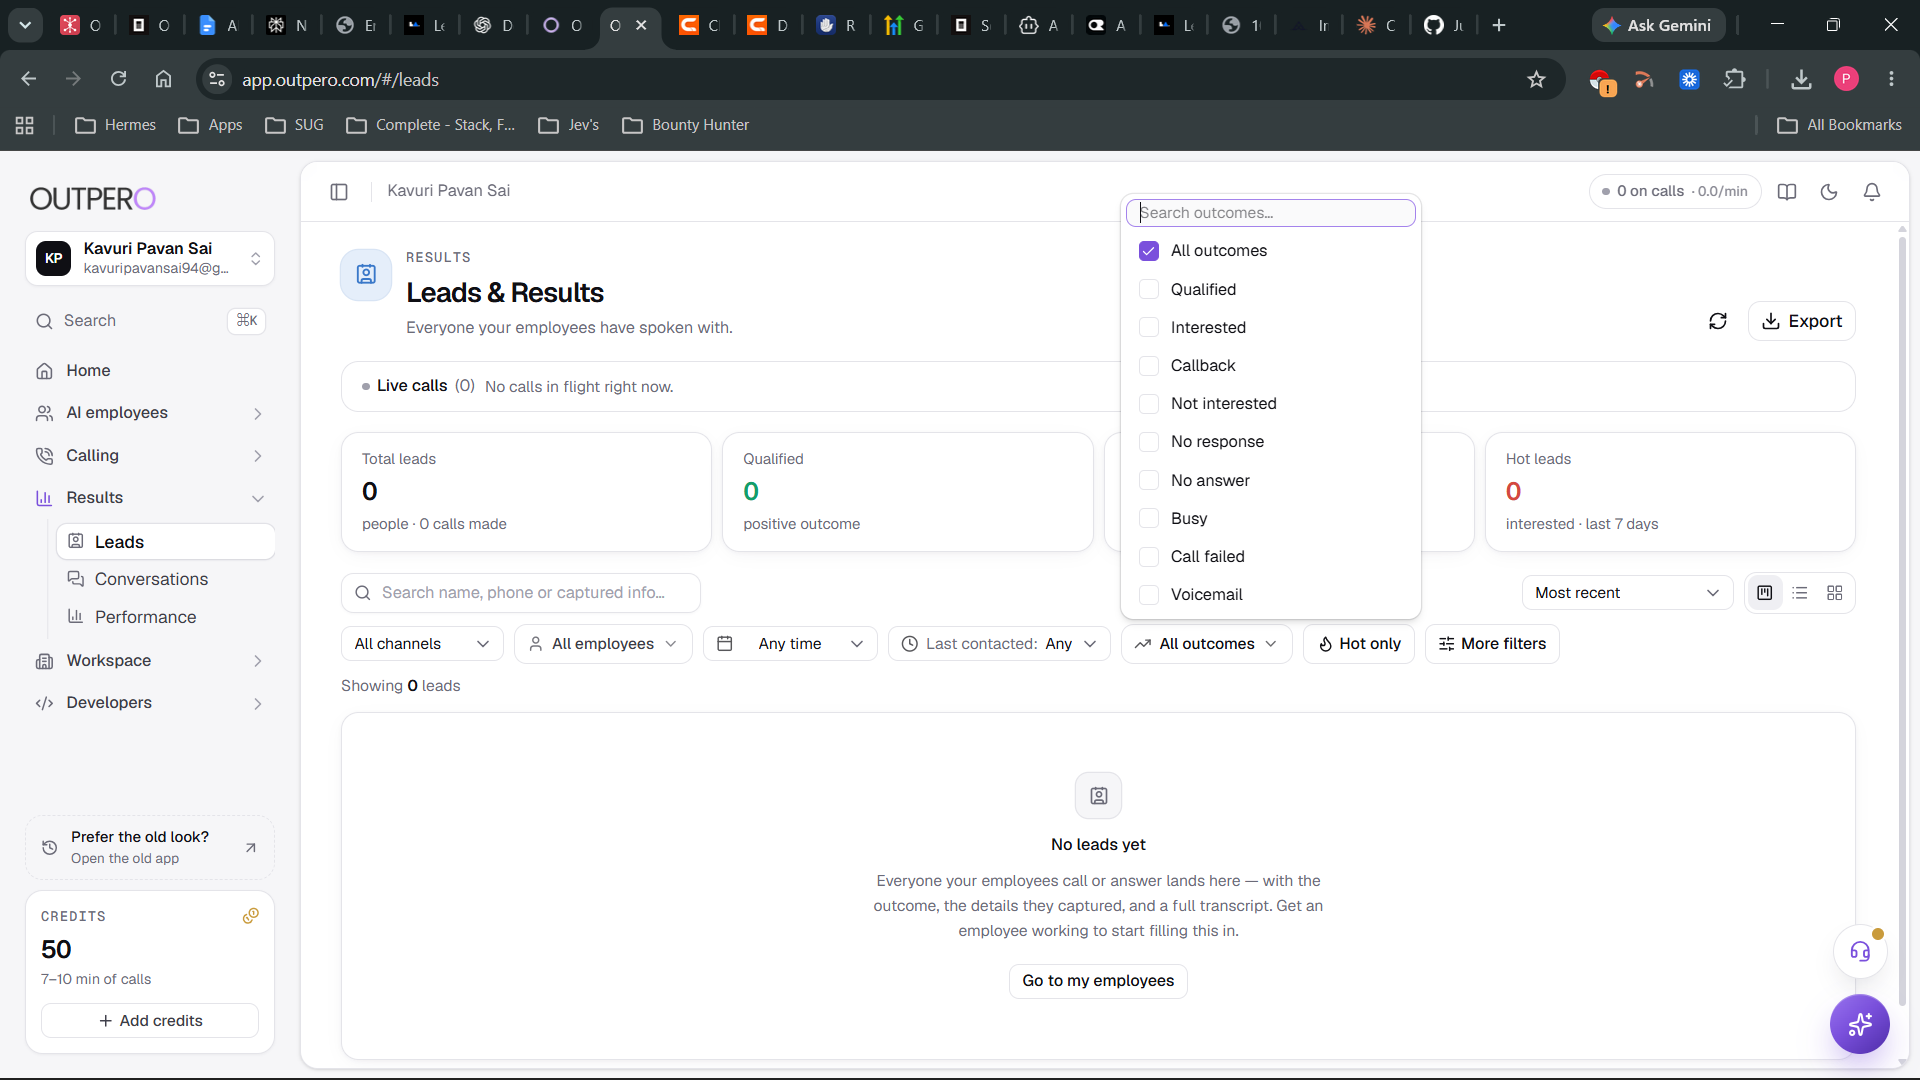 O
O
A
N
Er
Le
D
O
O
C
D
R
G
S
A
A
Le
1
Ir
C
Ju
Ask Gemini
app.outpero.com/#/leads
P
Hermes
Apps
SUG
Complete - Stack, F...
Jev's
Bounty Hunter
All Bookmarks
OUTPERO
KP
Kavuri Pavan Sai
kavuripavansai94@g...
Search
⌘K
Home
AI employees
Calling
Results
Leads
Conversations
Performance
Workspace
Developers
Prefer the old look?
Open the old app
CREDITS
50
7–10 min of calls
+ Add credits
Kavuri Pavan Sai
0 on calls · 0.0/min
RESULTS
Leads & Results
Everyone your employees have spoken with.
Export
Live calls (0) No calls in flight right now.
Total leads
0
people · 0 calls made
Qualified
0
positive outcome
Hot leads
0
interested · last 7 days
Search outcomes...
All outcomes
Qualified
Interested
Callback
Not interested
No response
No answer
Busy
Call failed
Voicemail
Search name, phone or captured info...
Most recent
All channels
All employees
Any time
Last contacted: Any
All outcomes
Hot only
More filters
Showing 0 leads
No leads yet
Everyone your employees call or answer lands here — with the
outcome, the details they captured, and a full transcript. Get an
employee working to start filling this in.
Go to my employees